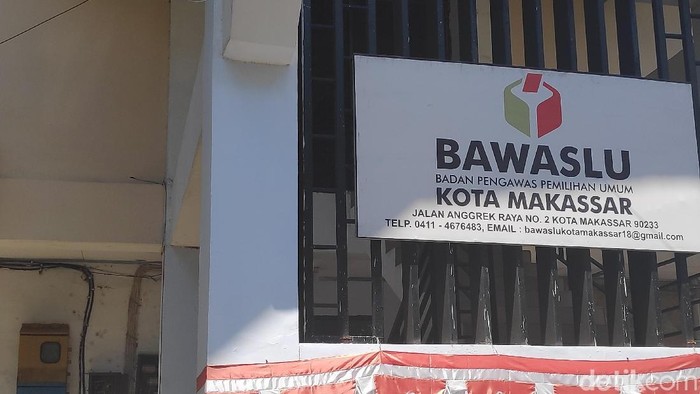 BAWASLU
BADAN PENGAWAS PEMILIHAN UMUM
KOTA MAKASSAR
JALAN ANGGREK RAYA NO. 2 KOTA MAKASSAR 90233
TELP. 0411 - 4676483, EMAIL : bawaslukotamakassar18@gmail.com
detikcom